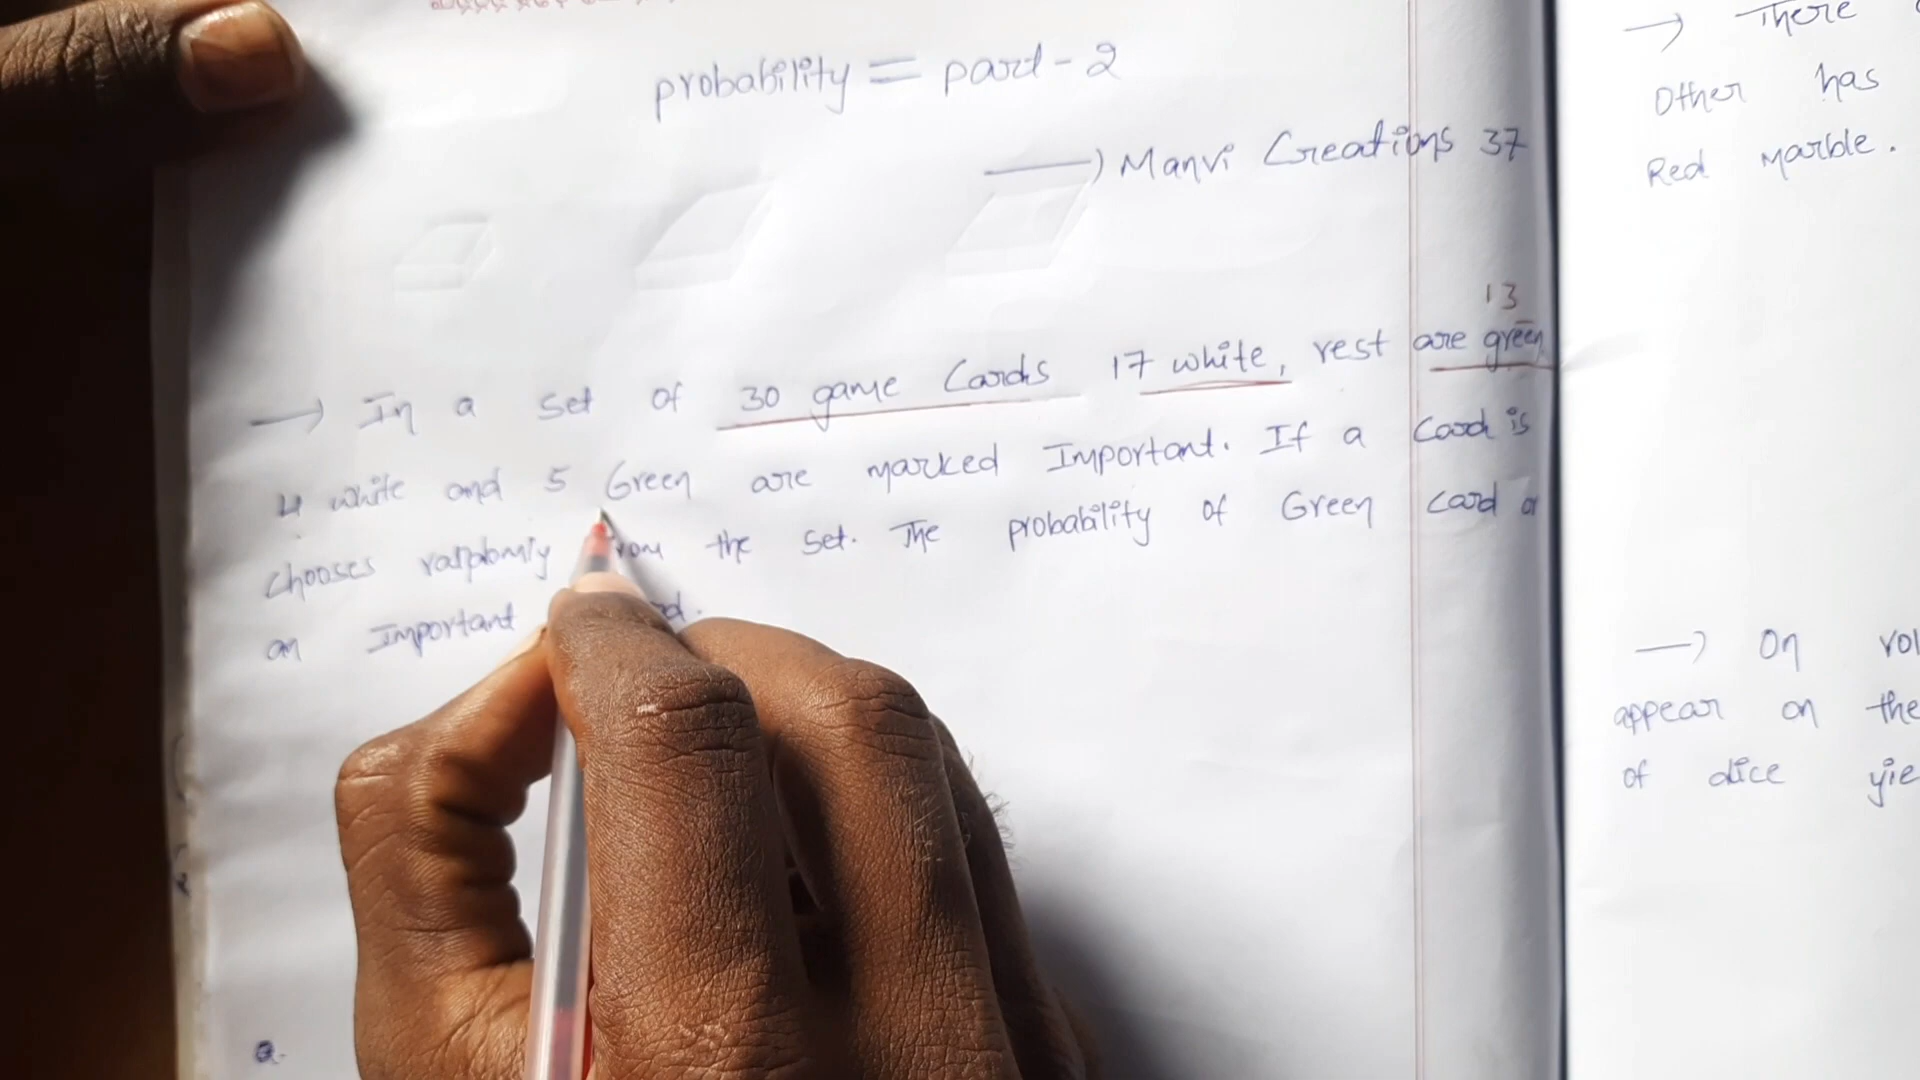 probability = part-2
→ Manvi Creations 37
13
→ In a set of 30 game Cards 17 white, rest are green
4 white and 5 Green are marked Important. If a Card is
chooses randomly from the set. The probability of Green Card or
an Important
→ There
Other has
Red Marble.
→ On
appear on the
of dice
Q.